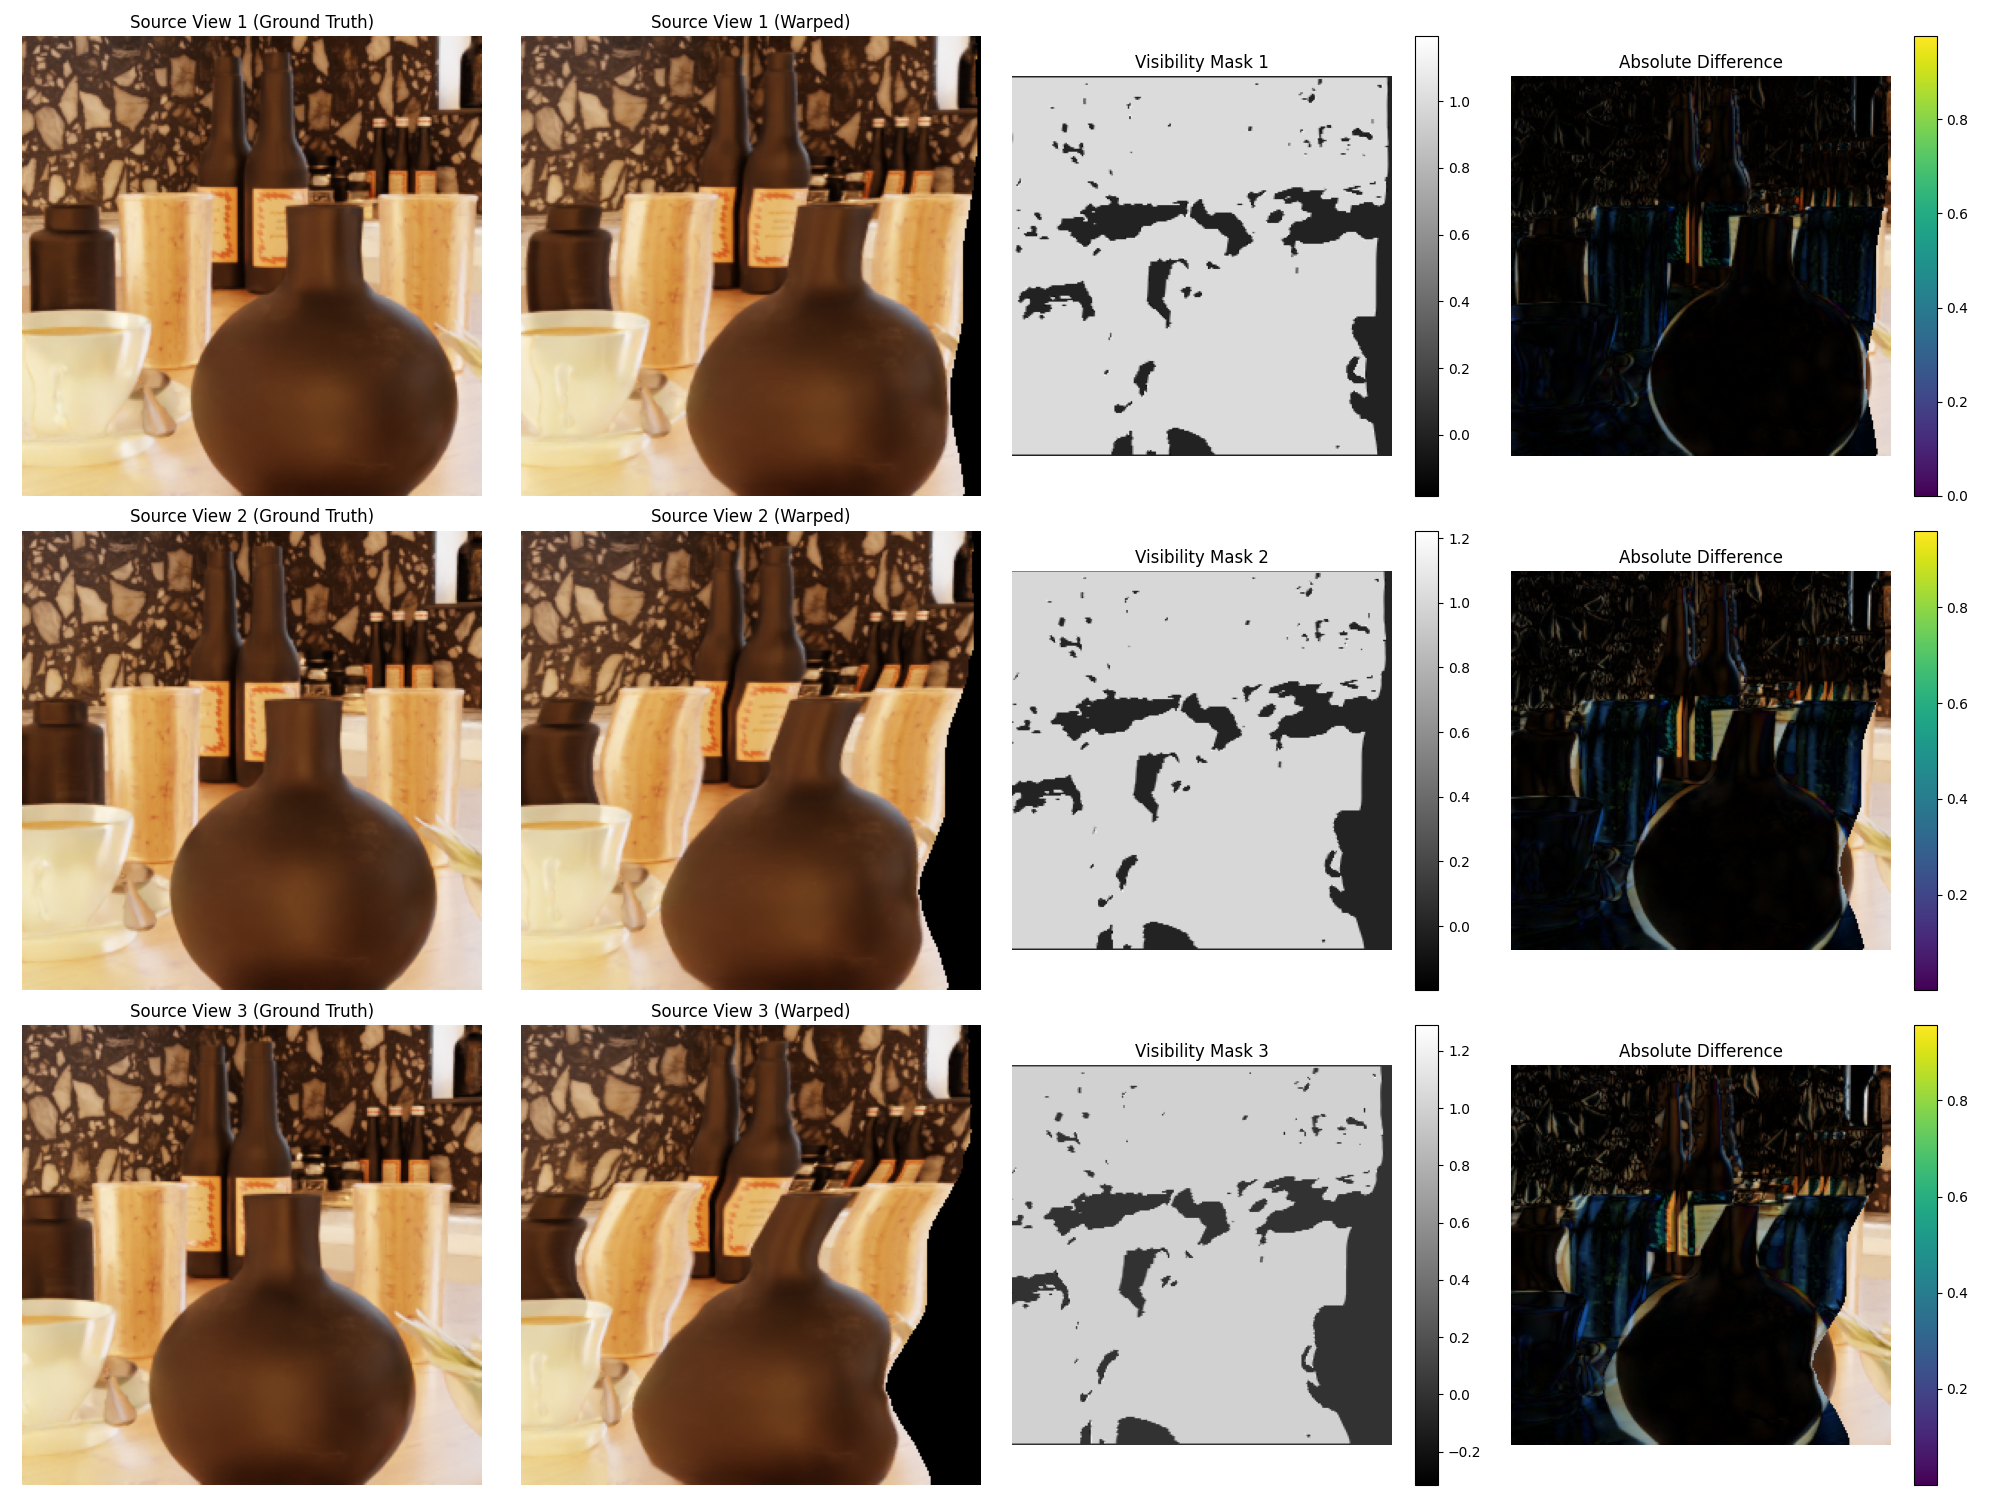 Source View 1 (Ground Truth)
Source View 1 (Warped)
Visibility Mask 1
Absolute Difference
1.0
0.8
0.6
0.4
0.2
0.0
0.8
0.6
0.4
0.2
0.0
Source View 2 (Ground Truth)
Source View 2 (Warped)
Visibility Mask 2
Absolute Difference
1.2
1.0
0.8
0.6
0.4
0.2
0.0
0.8
0.6
0.4
0.2
Source View 3 (Ground Truth)
Source View 3 (Warped)
Visibility Mask 3
Absolute Difference
1.2
1.0
0.8
0.6
0.4
0.2
0.0
−0.2
0.8
0.6
0.4
0.2